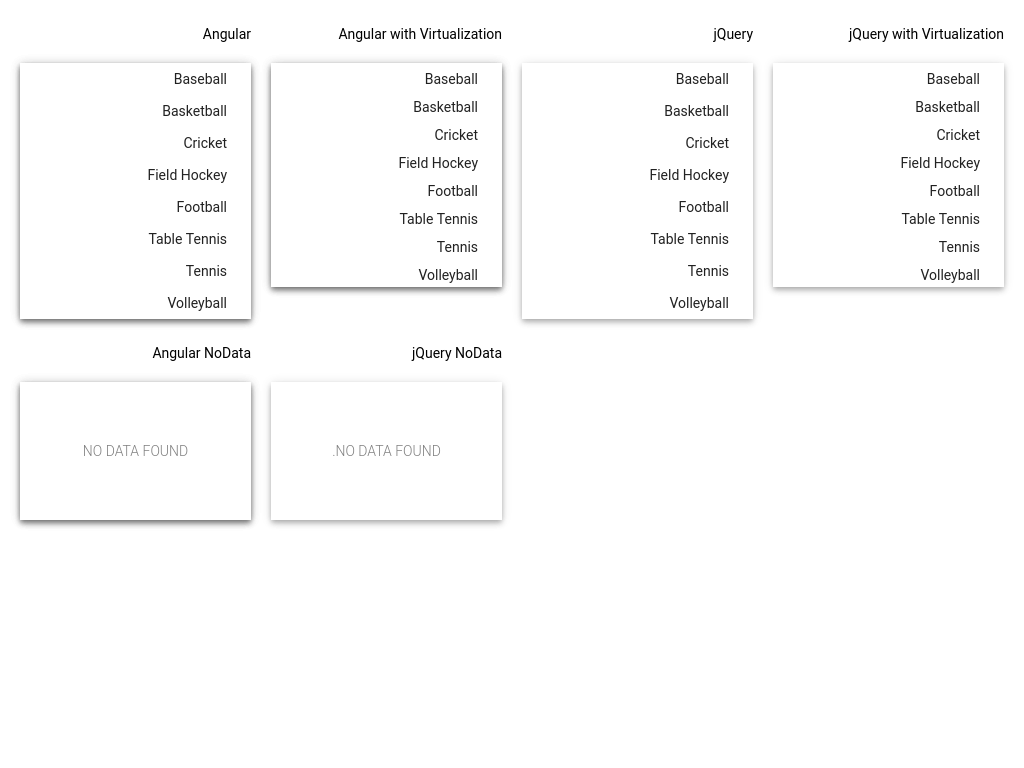 Angular
Baseball
Basketball
Cricket
Field Hockey
Football
Table Tennis
Tennis
Volleyball
Angular with Virtualization
Baseball
Basketball
Cricket
Field Hockey
Football
Table Tennis
Tennis
Volleyball
jQuery
Baseball
Basketball
Cricket
Field Hockey
Football
Table Tennis
Tennis
Volleyball
jQuery with Virtualization
Baseball
Basketball
Cricket
Field Hockey
Football
Table Tennis
Tennis
Volleyball
Angular NoData
NO DATA FOUND
jQuery NoData
.NO DATA FOUND